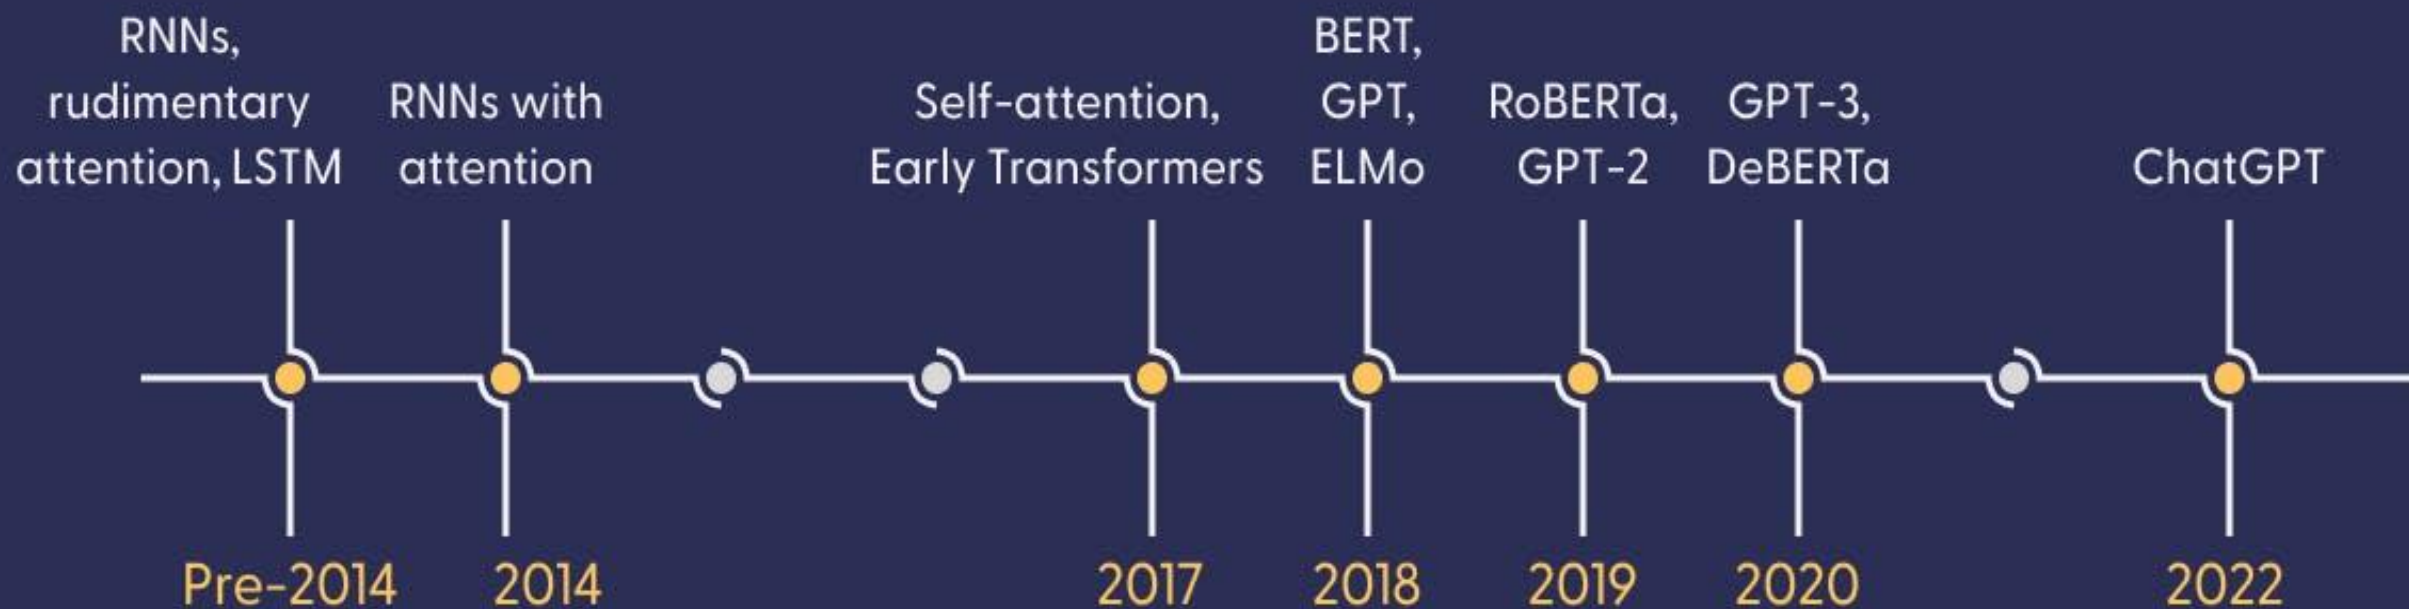 RNNs,
rudimentary
attention, LSTM
RNNs with
attention
Self-attention,
Early Transformers
BERT,
GPT,
ELMo
RoBERTa,
GPT-2
GPT-3,
DeBERTa
ChatGPT
Pre-2014
2014
2017
2018
2019
2020
2022